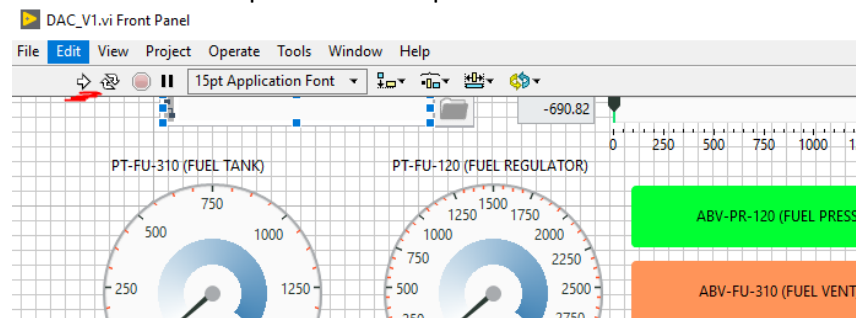 DAC_V1.vi Front Panel
File Edit View Project Operate Tools Window Help
15pt Application Font
-690.82
0 250 500 750 1000
PT-FU-310 (FUEL TANK) PT-FU-120 (FUEL REGULATOR)
250 500 750 1000 1250
500 750 1000 1250 1500 1750 2000 2250 2500
ABV-PR-120 (FUEL PRESS
ABV-FU-310 (FUEL VENT